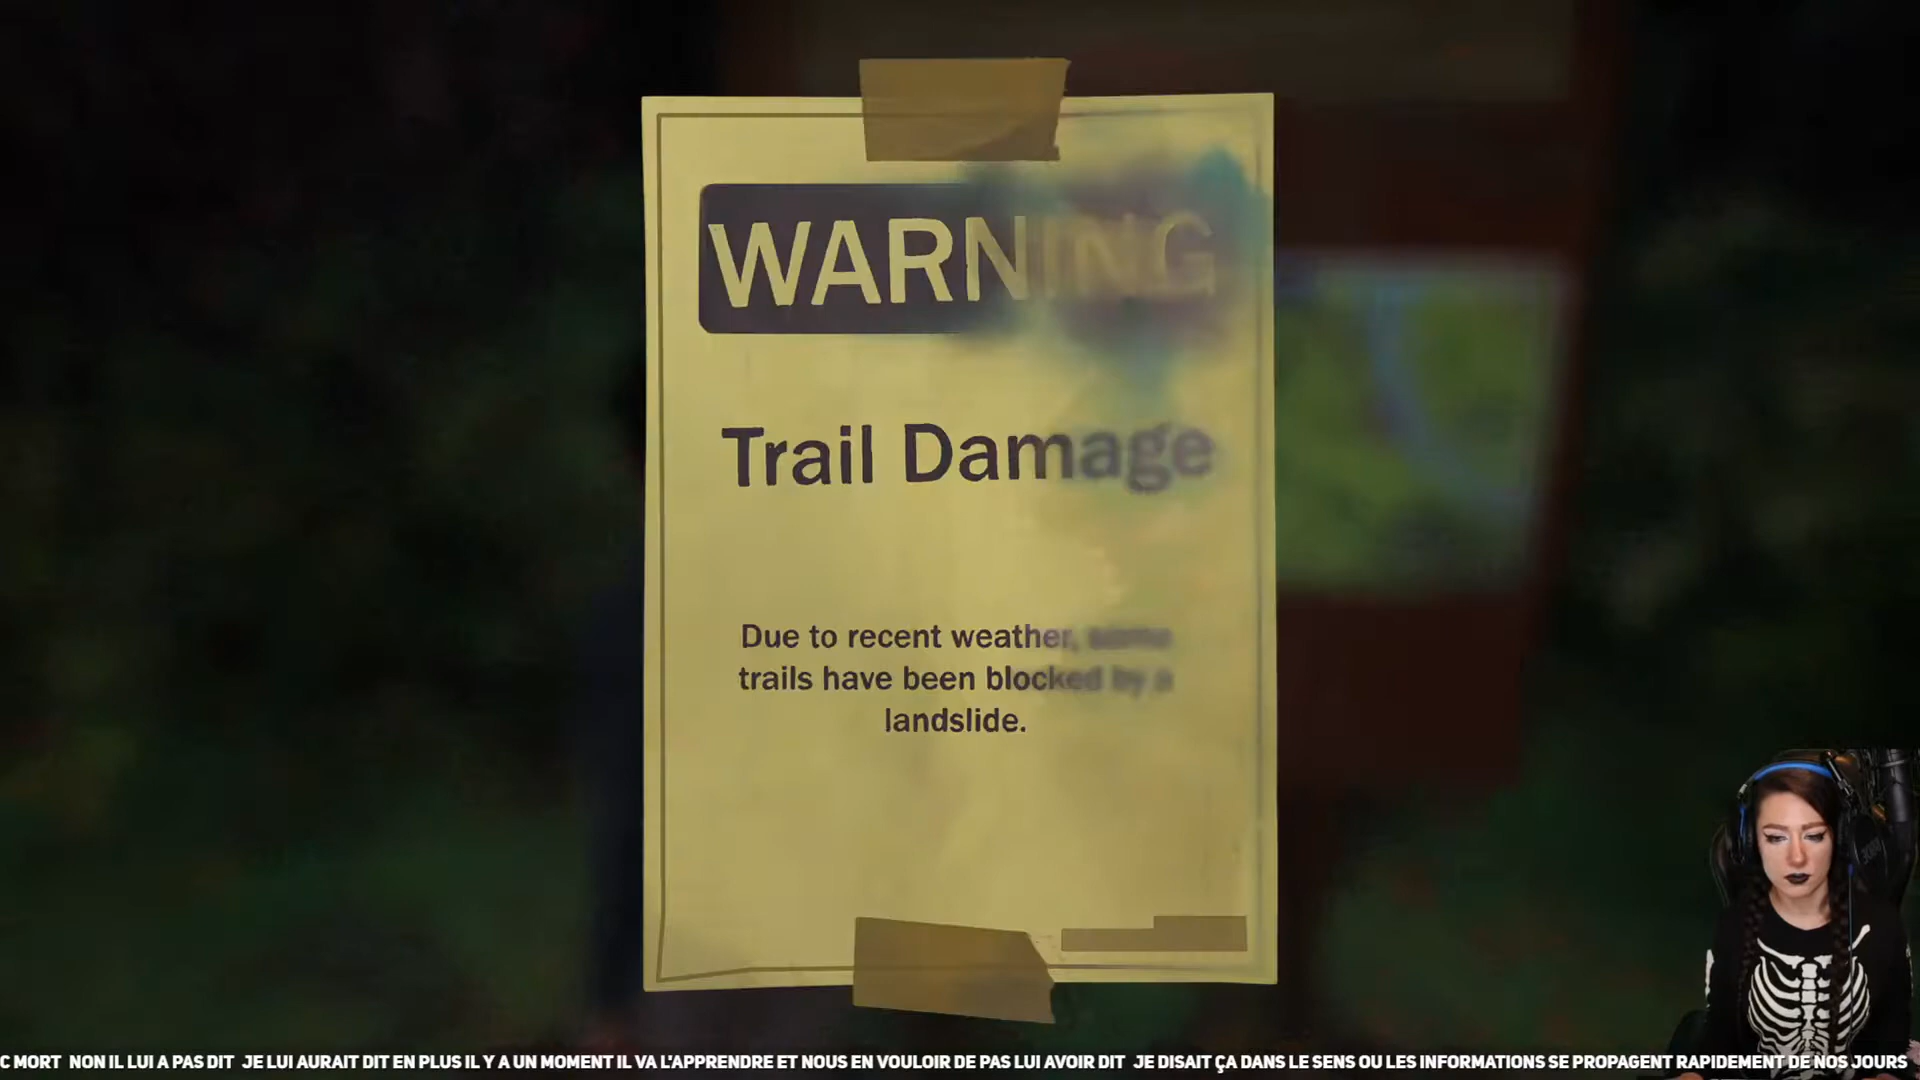 WARNING
Trail Damage
Due to recent weather, some
trails have been blocked by a
landslide.
C MORT NON IL LUI A PAS DIT JE LUI AURAIT DIT EN PLUS IL Y A UN MOMENT IL VA L'APPRENDRE ET NOUS EN VOULOIR DE PAS LUI AVOIR DIT JE DISAIT ÇA DANS LE SENS OU LES INFORMATIONS SE PROPAGENT RAPIDEMENT DE NOS JOURS